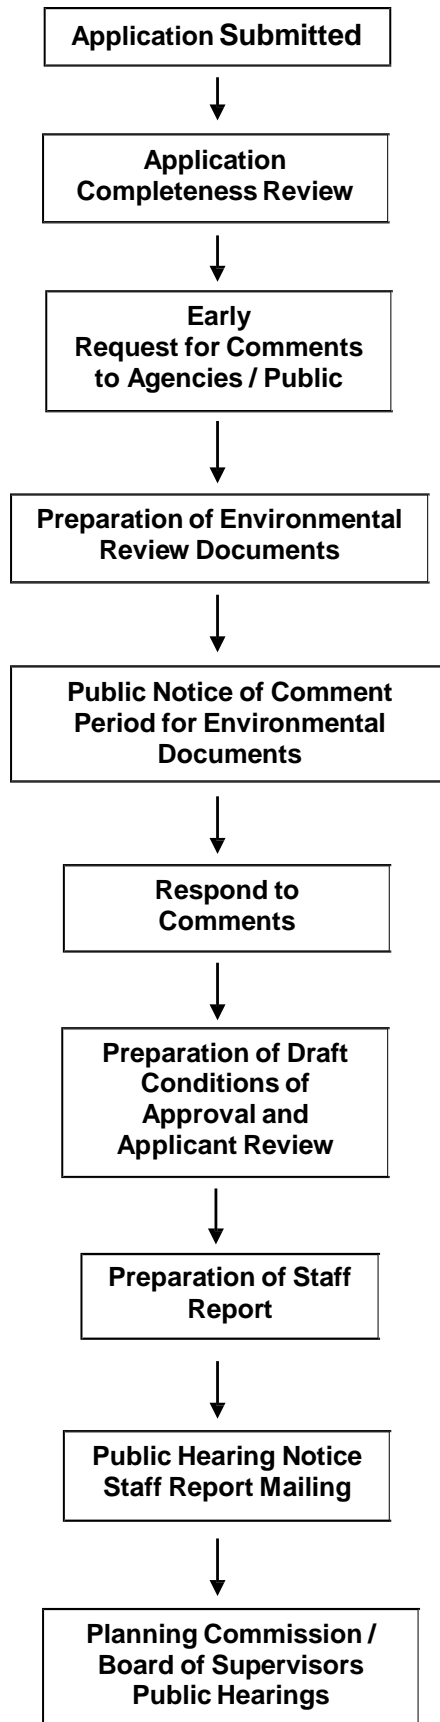 Application Submitted
Application
Completeness Review
Early
Request for Comments
to Agencies / Public
Preparation of Environmental
Review Documents
Public Notice of Comment
Period for Environmental
Documents
Respond to
Comments
Preparation of Draft
Conditions of
Approval and
Applicant Review
Preparation of Staff
Report
Public Hearing Notice
Staff Report Mailing
Planning Commission /
Board of Supervisors
Public Hearings